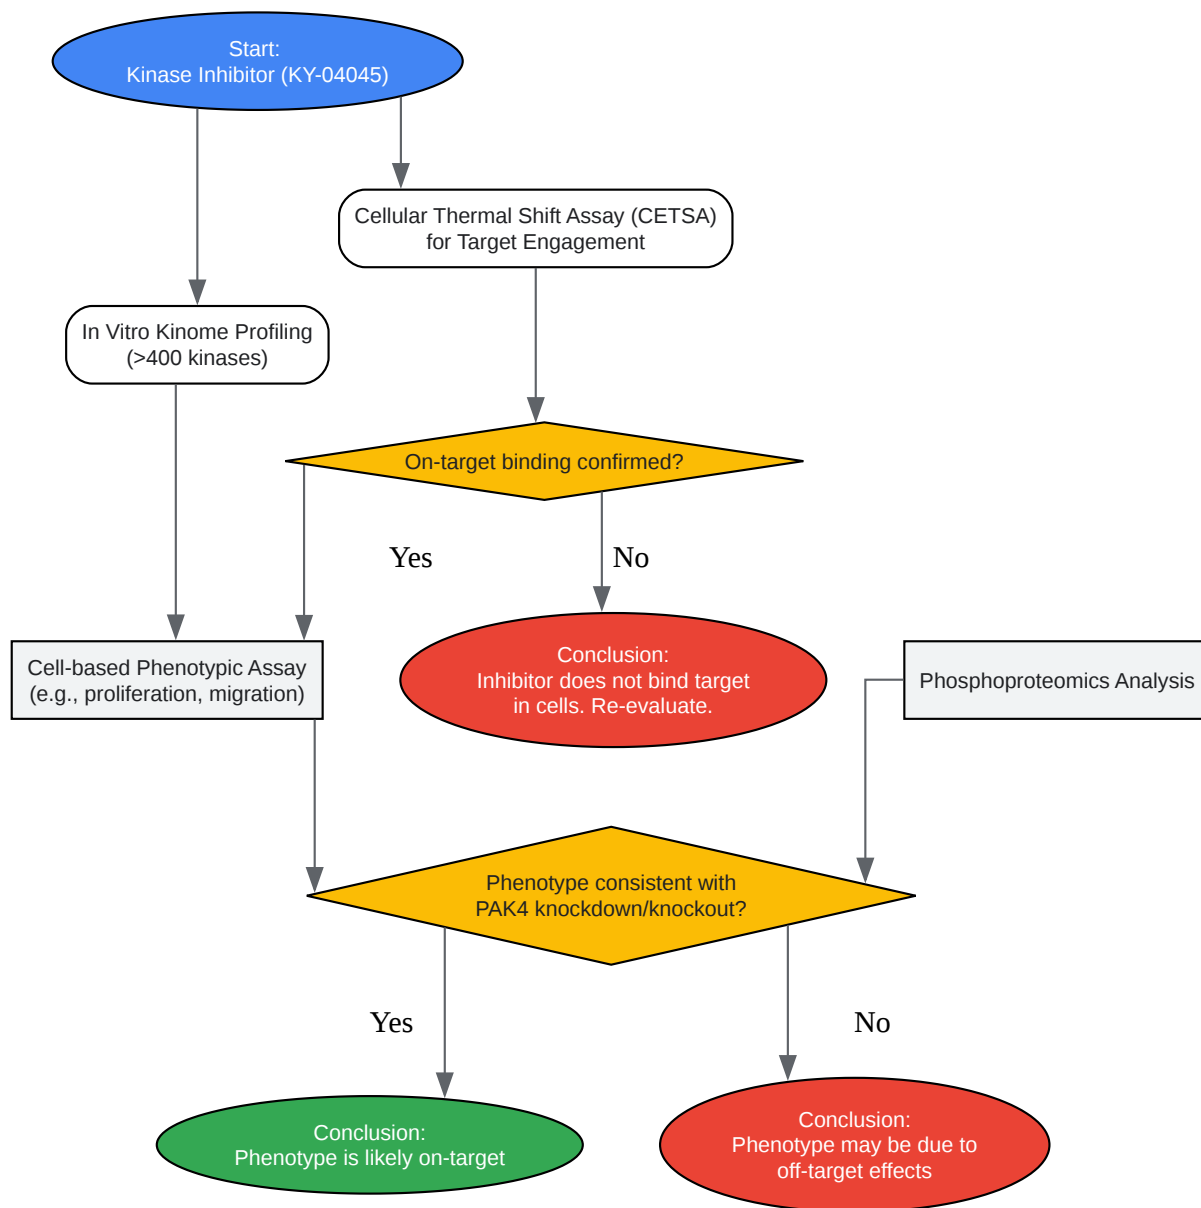 Start:
Kinase Inhibitor (KY-04045)
Cellular Thermal Shift Assay (CETSA)
for Target Engagement
In Vitro Kinome Profiling
(>400 kinases)
On-target binding confirmed?
Yes
No
Cell-based Phenotypic Assay
(e.g., proliferation, migration)
Conclusion:
Inhibitor does not bind target
in cells. Re-evaluate.
Phosphoproteomics Analysis
Phenotype consistent with
PAK4 knockdown/knockout?
Yes
No
Conclusion:
Phenotype is likely on-target
Conclusion:
Phenotype may be due to
off-target effects